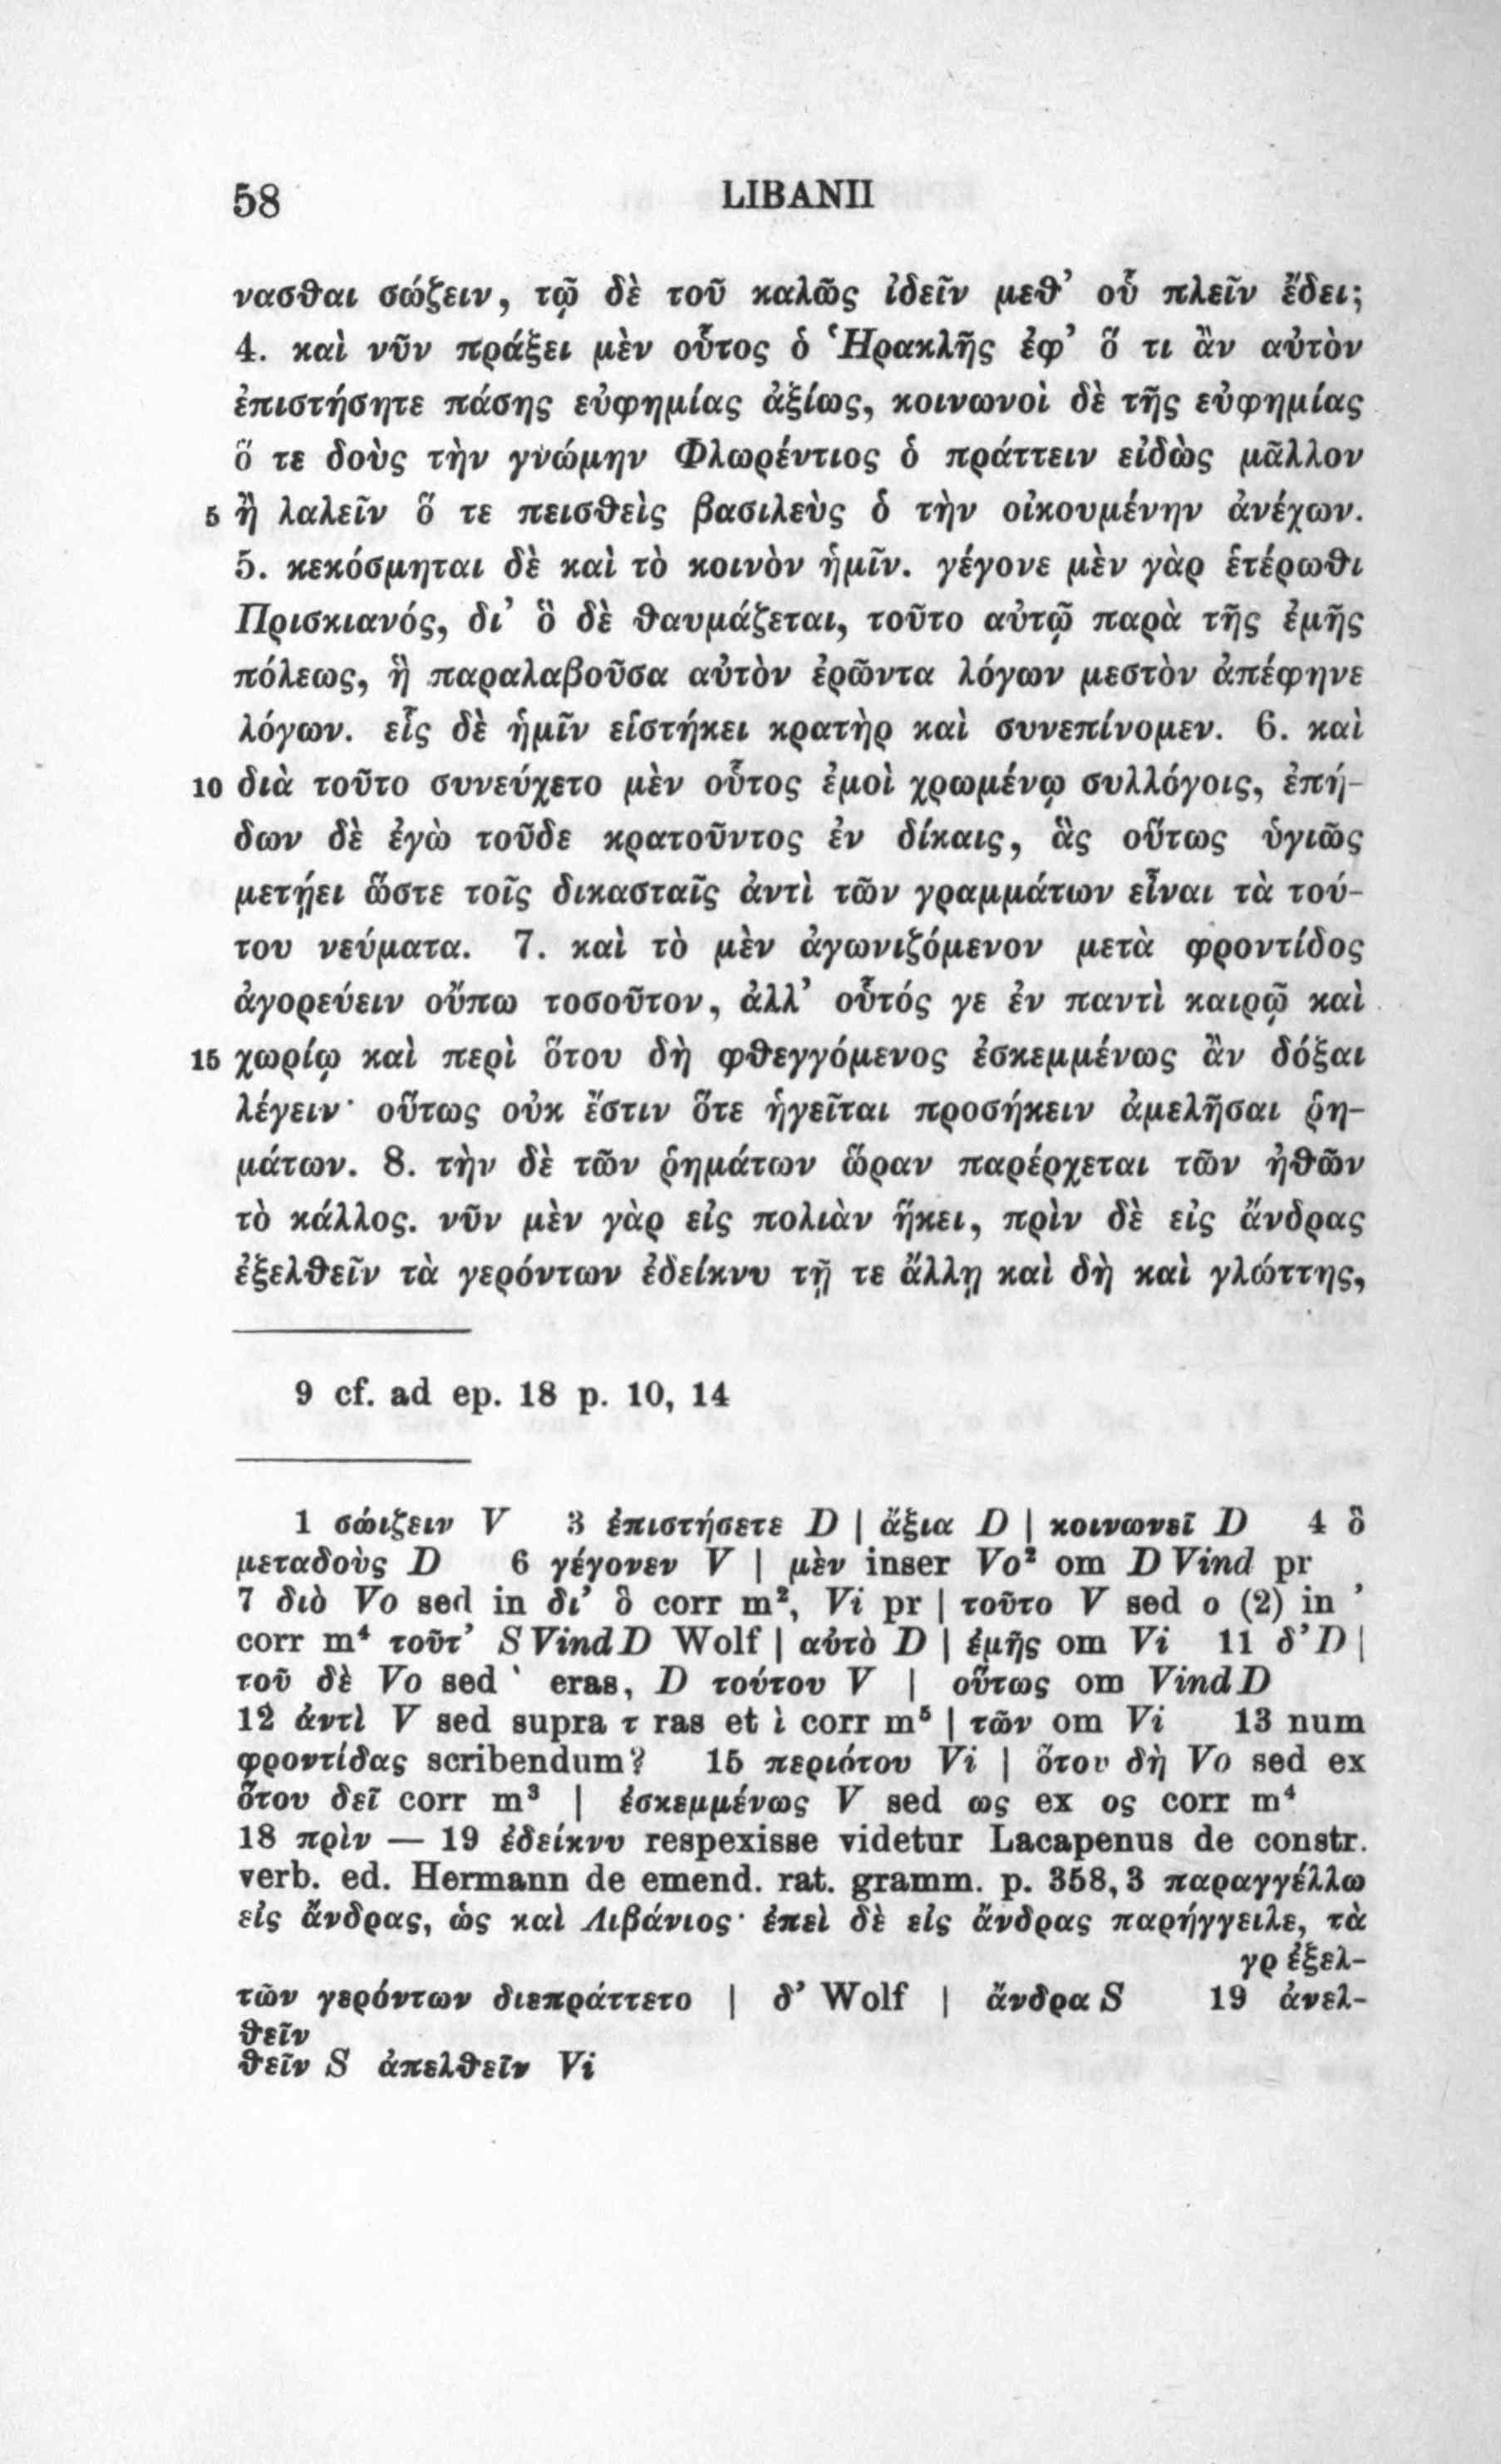 58 LIBANII
νασθαι σώζειν, τῷ δὲ τοῦ καλῶς ἰδεῖν μεθ’ οὗ πλεῖν ἔδει;
4. καὶ νῦν πράξει μὲν οὗτος ὁ Ἡρακλῆς ἐφ’ ὅ τι ἂν αὐτὸν
ἐπιστήσητε πάσης εὐφημίας ἀξίως, κοινωνοὶ δὲ τῆς εὐφημίας
ὅ τε δοὺς τὴν γνώμην Φλωρέντιος ὁ πράττειν εἰδὼς μᾶλλον
5 ἢ λαλεῖν ὅ τε πεισθεὶς βασιλεὺς ὁ τὴν οἰκουμένην ἀνέχων.
5. κεκόσμηται δὲ καὶ τὸ κοινὸν ἡμῖν. γέγονε μὲν γὰρ ἑτέρωθι
Πρισκιανός, δι’ ὃ δὲ θαυμάζεται, τοῦτο αὐτῷ παρὰ τῆς ἐμῆς
πόλεως, ἣ παραλαβοῦσα αὐτὸν ἐρῶντα λόγων μεστὸν ἀπέφηνε
λόγων. εἷς δὲ ἡμῖν εἱστήκει κρατὴρ καὶ συνεπίνομεν. 6. καὶ
10 διὰ τοῦτο συνεύχετο μὲν οὗτος ἐμοὶ χρωμένῳ συλλόγοις, ἐπῄ-
δων δὲ ἐγὼ τοῦδε κρατοῦντος ἐν δίκαις, ἃς οὕτως ὑγιῶς
μετῄει ὥστε τοῖς δικασταῖς ἀντὶ τῶν γραμμάτων εἶναι τὰ τού-
του νεύματα. 7. καὶ τὸ μὲν ἀγωνιζόμενον μετὰ φροντίδος
ἀγορεύειν οὔπω τοσοῦτον, ἀλλ’ οὗτός γε ἐν παντὶ καιρῷ καὶ
15 χωρίῳ καὶ περὶ ὅτου δὴ φθεγγόμενος ἐσκεμμένως ἂν δόξαι
λέγειν· οὕτως οὐκ ἔστιν ὅτε ἡγεῖται προσήκειν ἀμελῆσαι ῥη-
μάτων. 8. τὴν δὲ τῶν ῥημάτων ὥραν παρέρχεται τῶν ἠθῶν
τὸ κάλλος. νῦν μὲν γὰρ εἰς πολιὰν ἥκει, πρὶν δὲ εἰς ἄνδρας
ἐξελθεῖν τὰ γερόντων ἐδείκνυ τῇ τε ἄλλῃ καὶ δὴ καὶ γλώττης,
9 cf. ad ep. 18 p. 10, 14
1 σώιζειν V 3 ἐπιστήσετε D | ἄξια D | κοινωνεῖ D 4 ὃ
μεταδοὺς D 6 γέγονεν V | μὲν inser Vo² om D Vind pr
7 διὸ Vo sed in δι’ ὃ corr m², Vi pr | τοῦτο V sed ο (2) in ’
corr m⁴ τοῦτ’ S Vind D Wolf | αὐτὸ D | ἐμῆς om Vi 11 δ’ D |
τοῦ δὲ Vo sed ` eras, D τούτου V | οὕτως om Vind D
12 ἀντὶ V sed supra τ ras et ὶ corr m⁵ | τῶν om Vi 13 num
φροντίδας scribendum? 15 περιότου Vi | ὅτου δὴ Vo sed ex
ὅτου δεῖ corr m³ | ἐσκεμμένως V sed ως ex ος corr m⁴
18 πρὶν — 19 ἐδείκνυ respexisse videtur Lacapenus de constr.
verb. ed. Hermann de emend. rat. gramm. p. 358, 3 παραγγέλλω
εἰς ἄνδρας, ὡς καὶ Λιβάνιος· ἐπεὶ δὲ εἰς ἄνδρας παρήγγειλε, τὰ
γρ ἐξελ-
τῶν γερόντων διεπράττετο | δ’ Wolf | ἄνδρα S 19 ἀνελ-
θεῖν
θεῖν S ἀπελθεῖν Vi